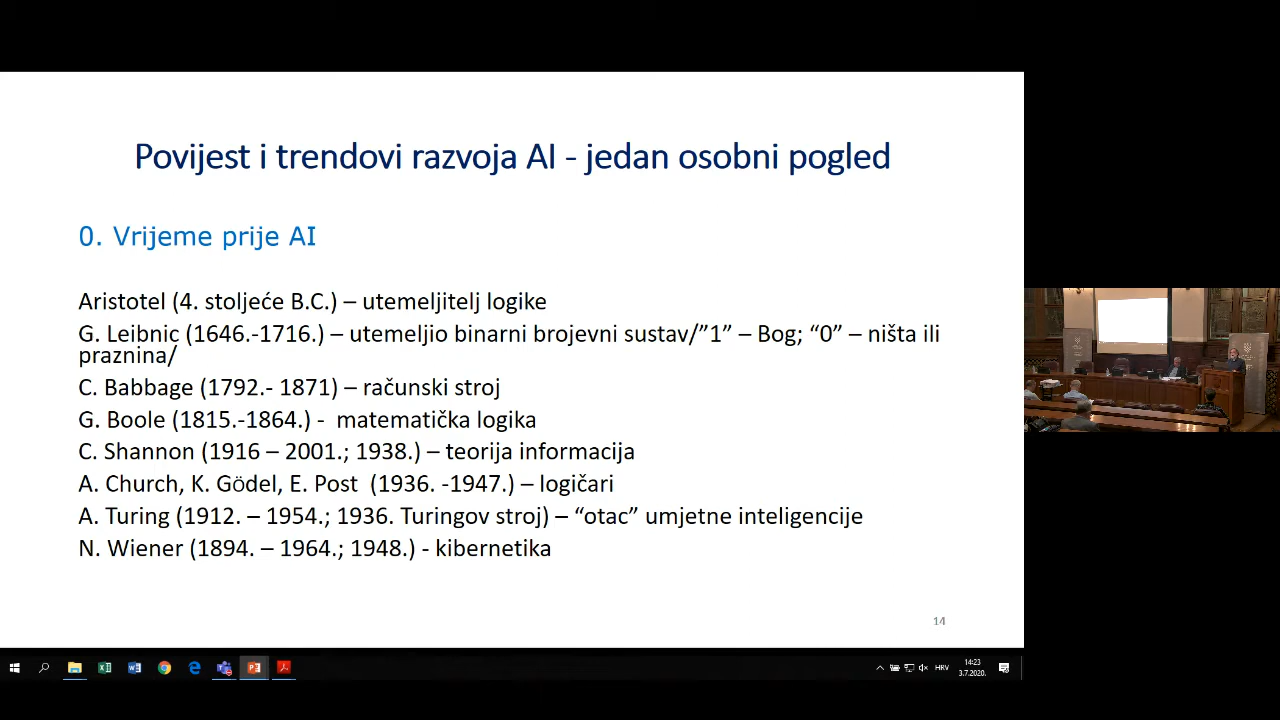 Povijest i trendovi razvoja AI - jedan osobni pogled
0. Vrijeme prije AI
Aristotel (4. stoljeće B.C.) – utemeljitelj logike
G. Leibnic (1646.-1716.) – utemeljio binarni brojevni sustav/”1” – Bog; “0” – ništa ili
praznina/
C. Babbage (1792.- 1871) – računski stroj
G. Boole (1815.-1864.) -  matematička logika
C. Shannon (1916 – 2001.; 1938.) – teorija informacija
A. Church, K. Gödel, E. Post  (1936. -1947.) – logičari
A. Turing (1912. – 1954.; 1936. Turingov stroj) – “otac” umjetne inteligencije
N. Wiener (1894. – 1964.; 1948.) - kibernetika
14
HRV
14:23
3.7.2020.